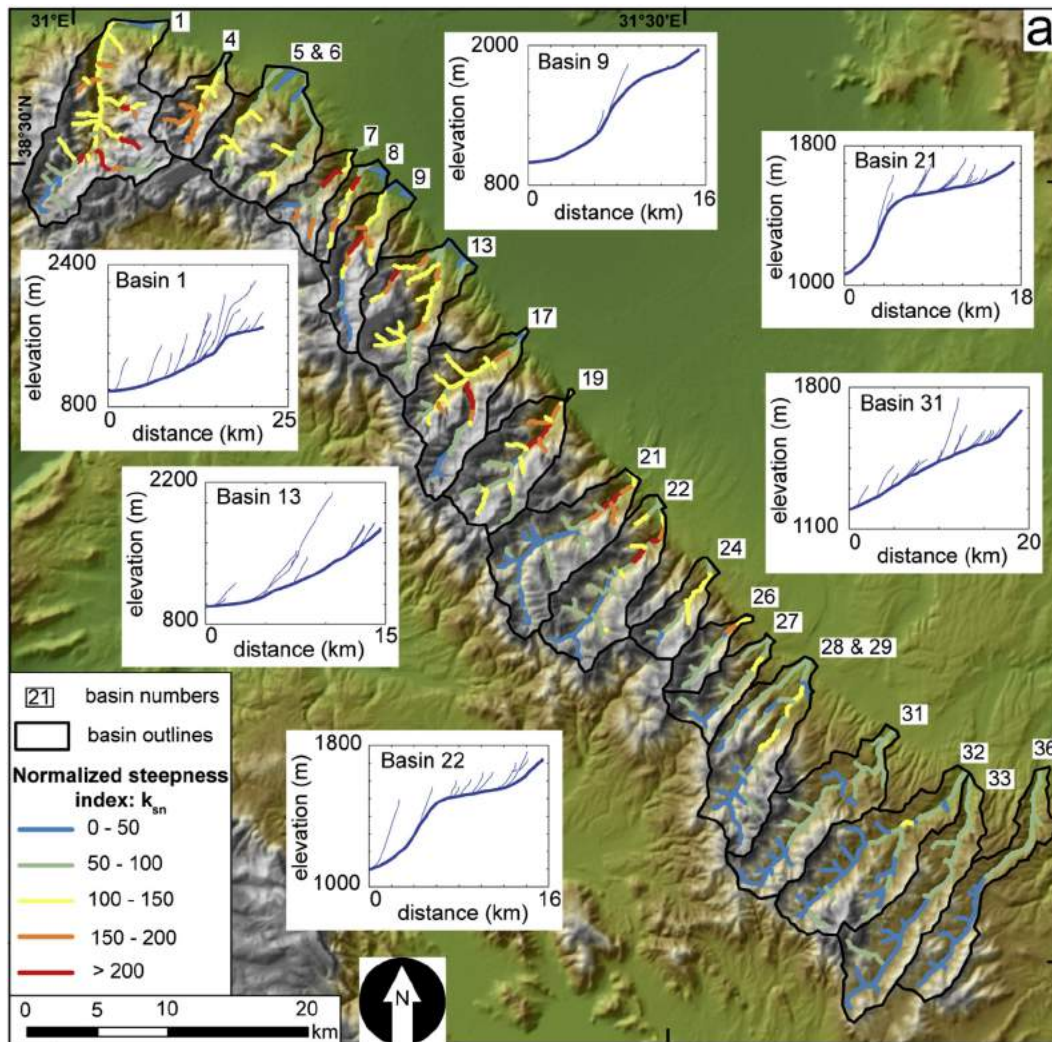 31°E
31°30'E
38°30'N
a
1
4
5 & 6
7
8
9
13
17
19
21
22
24
26
27
28 & 29
31
32
33
36
Basin 9
2000
800
elevation (m)
0
16
distance (km)
Basin 21
1800
1000
elevation (m)
0
18
distance (km)
Basin 1
2400
800
elevation (m)
0
25
distance (km)
Basin 31
1800
1100
elevation (m)
0
20
distance (km)
Basin 13
2200
800
elevation (m)
0
15
distance (km)
Basin 22
1800
1000
elevation (m)
0
16
distance (km)
21 basin numbers
basin outlines
Normalized steepness
index: ksn
0 - 50
50 - 100
100 - 150
150 - 200
> 200
0 5 10 20
km
N